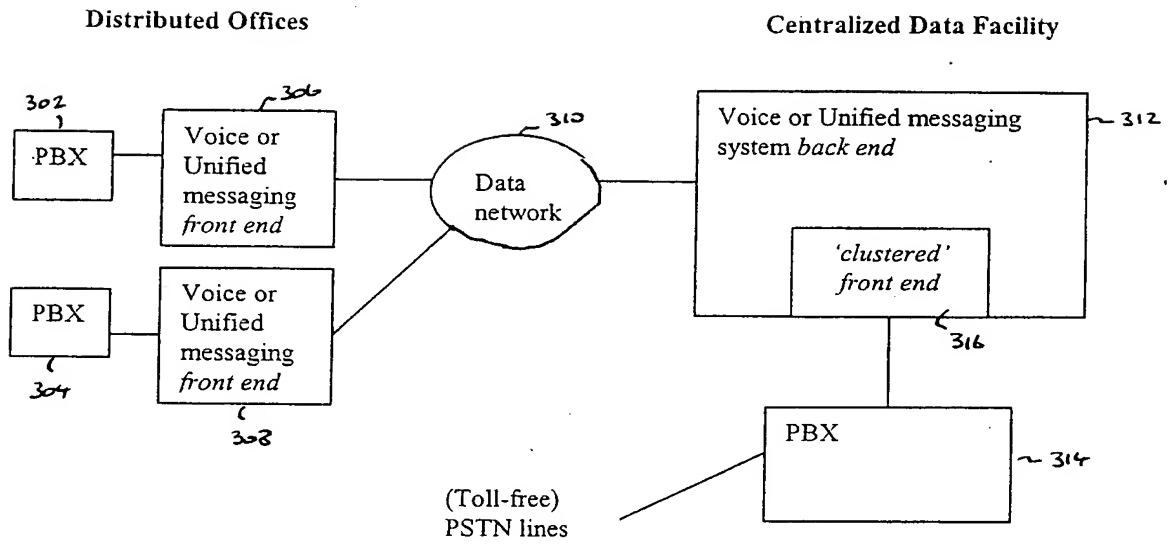 Distributed Offices
Centralized Data Facility
302
PBX
306
Voice or
Unified
messaging
front end
310
Data
network
Voice or Unified messaging
system back end
312
'clustered'
front end
316
PBX
304
Voice or
Unified
messaging
front end
308
PBX
314
(Toll-free)
PSTN lines